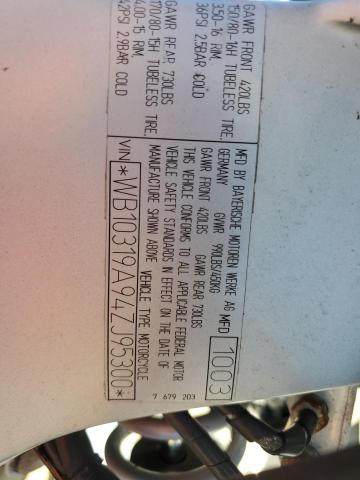 GAWR FRONT 420LBS
150/80-16H TUBELESS TIRE,
3.50-16 RIM,
36PSI 2.5BAR COLD
GAWR REAR 730LBS
170/80-15H TUBELESS TIRE,
4.00-15 RIM,
42PSI 2.9BAR COLD
MFD BY BAYERISCHE MOTOREN WERKE AG
GERMANY GVWR 990LBS/450KG MFD 1003
GAWR FRONT 420LBS GAWR REAR 730LBS
THIS VEHICLE CONFORMS TO ALL APPLICABLE FEDERAL MOTOR
VEHICLE SAFETY STANDARDS IN EFFECT ON THE DATE OF
MANUFACTURE SHOWN ABOVE VEHICLE TYPE MOTORCYCLE
VIN *WB10319A94ZJ95300*
7 679 203